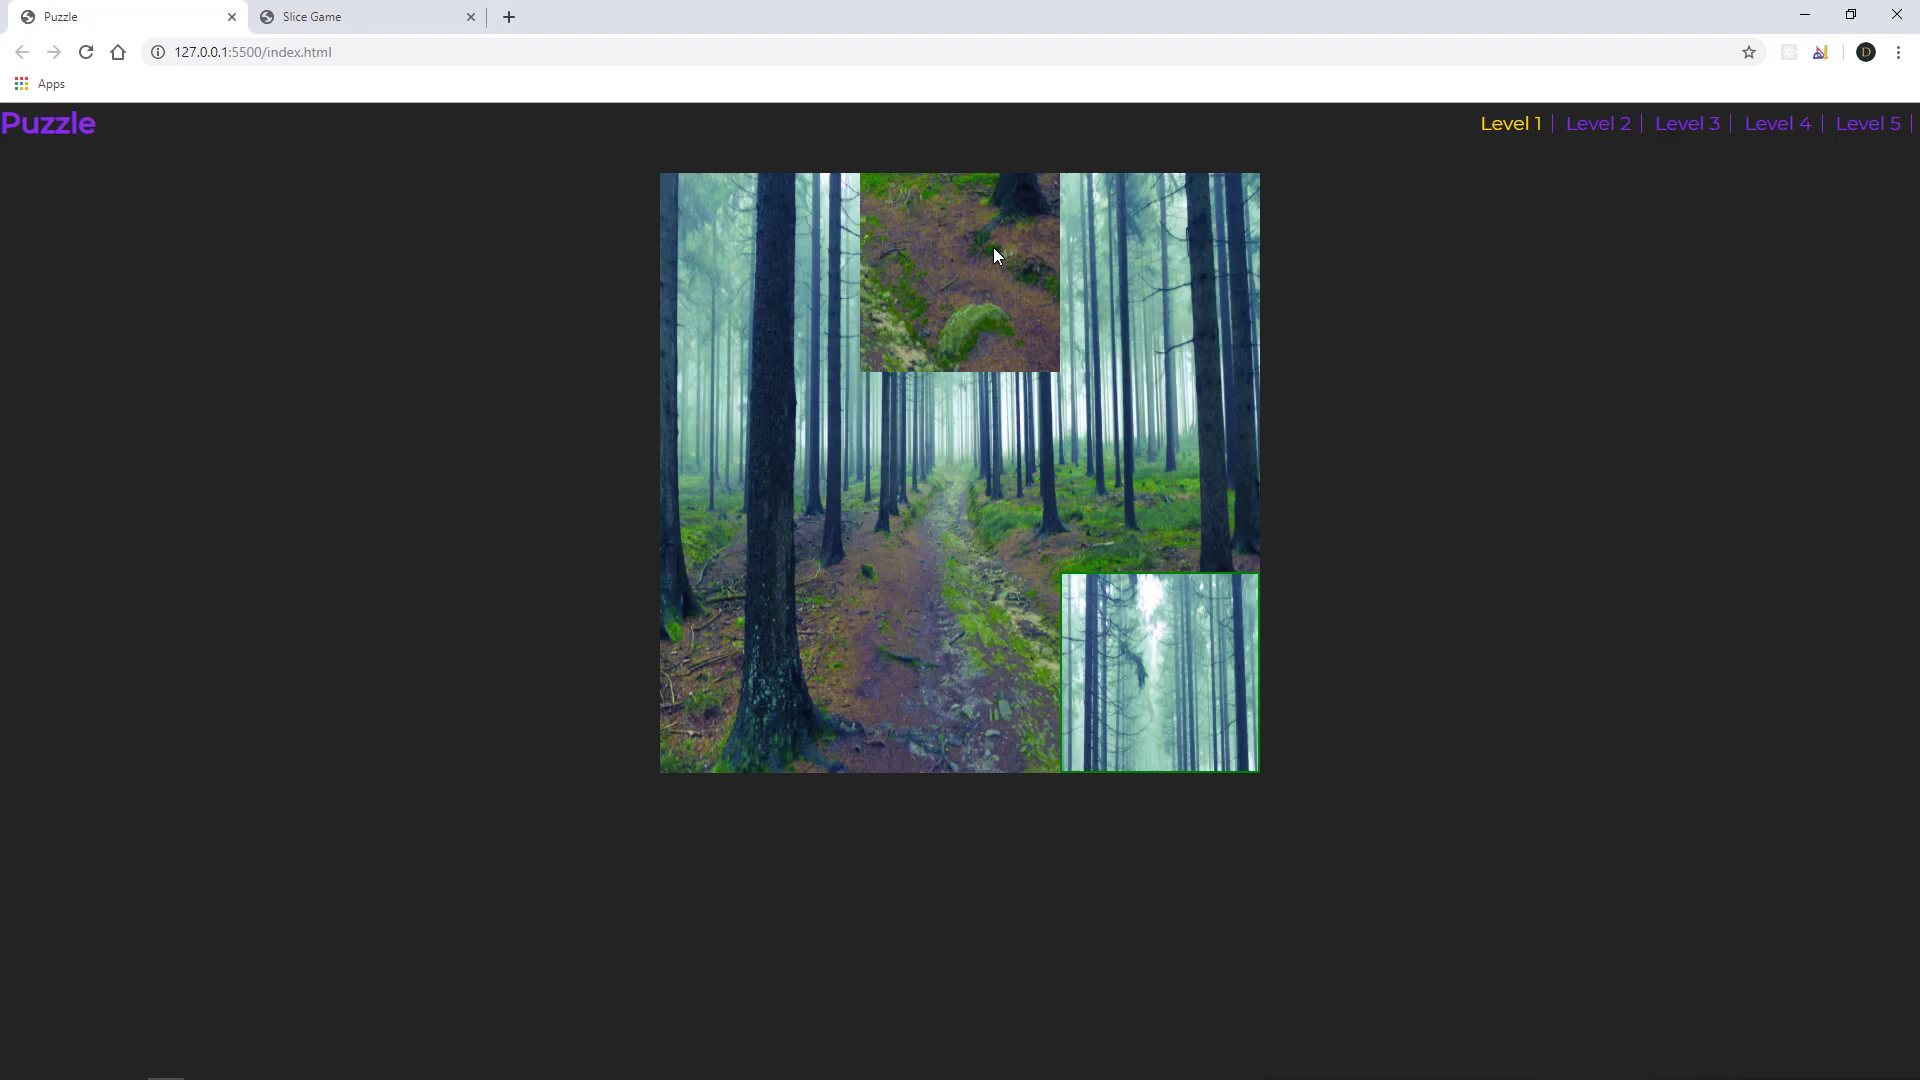 Puzzle
Slice Game
127.0.0.1:5500/index.html
D
Apps
Puzzle
Level 1 | Level 2 | Level 3 | Level 4 | Level 5 |